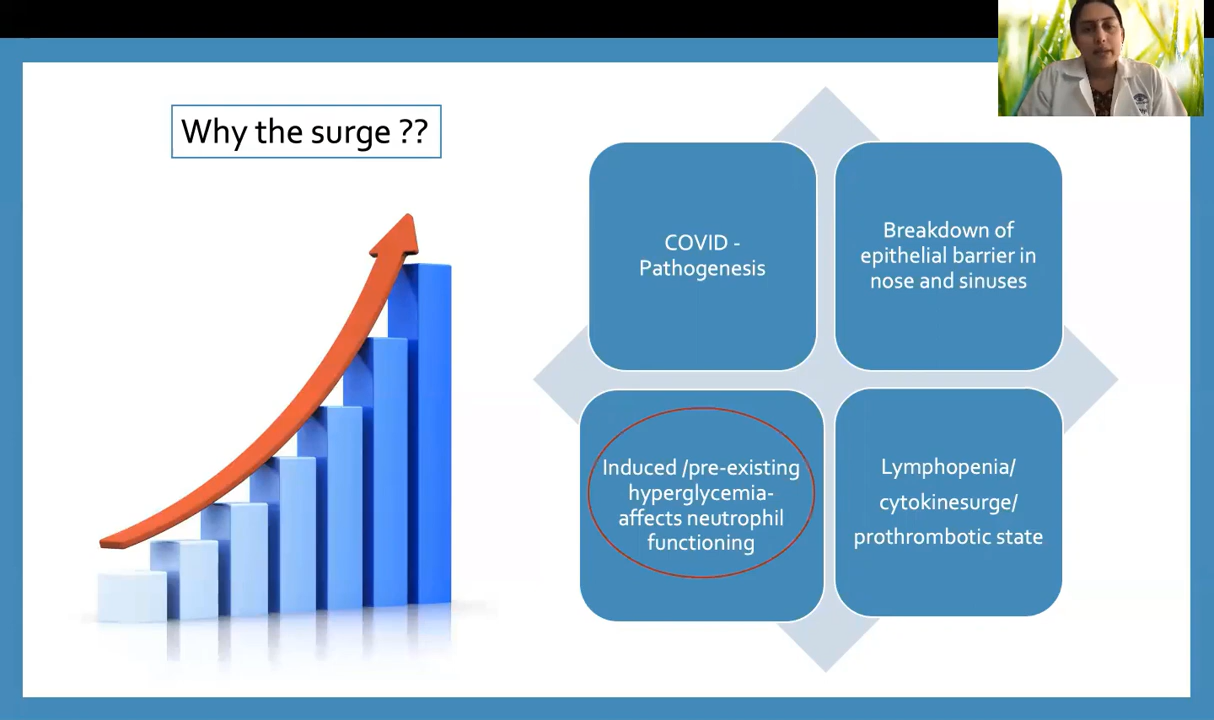 Why the surge ??
COVID -
Pathogenesis
Breakdown of
epithelial barrier in
nose and sinuses
Induced /pre-existing
hyperglycemia-
affects neutrophil
functioning
Lymphopenia/
cytokinesurge/
prothrombotic state